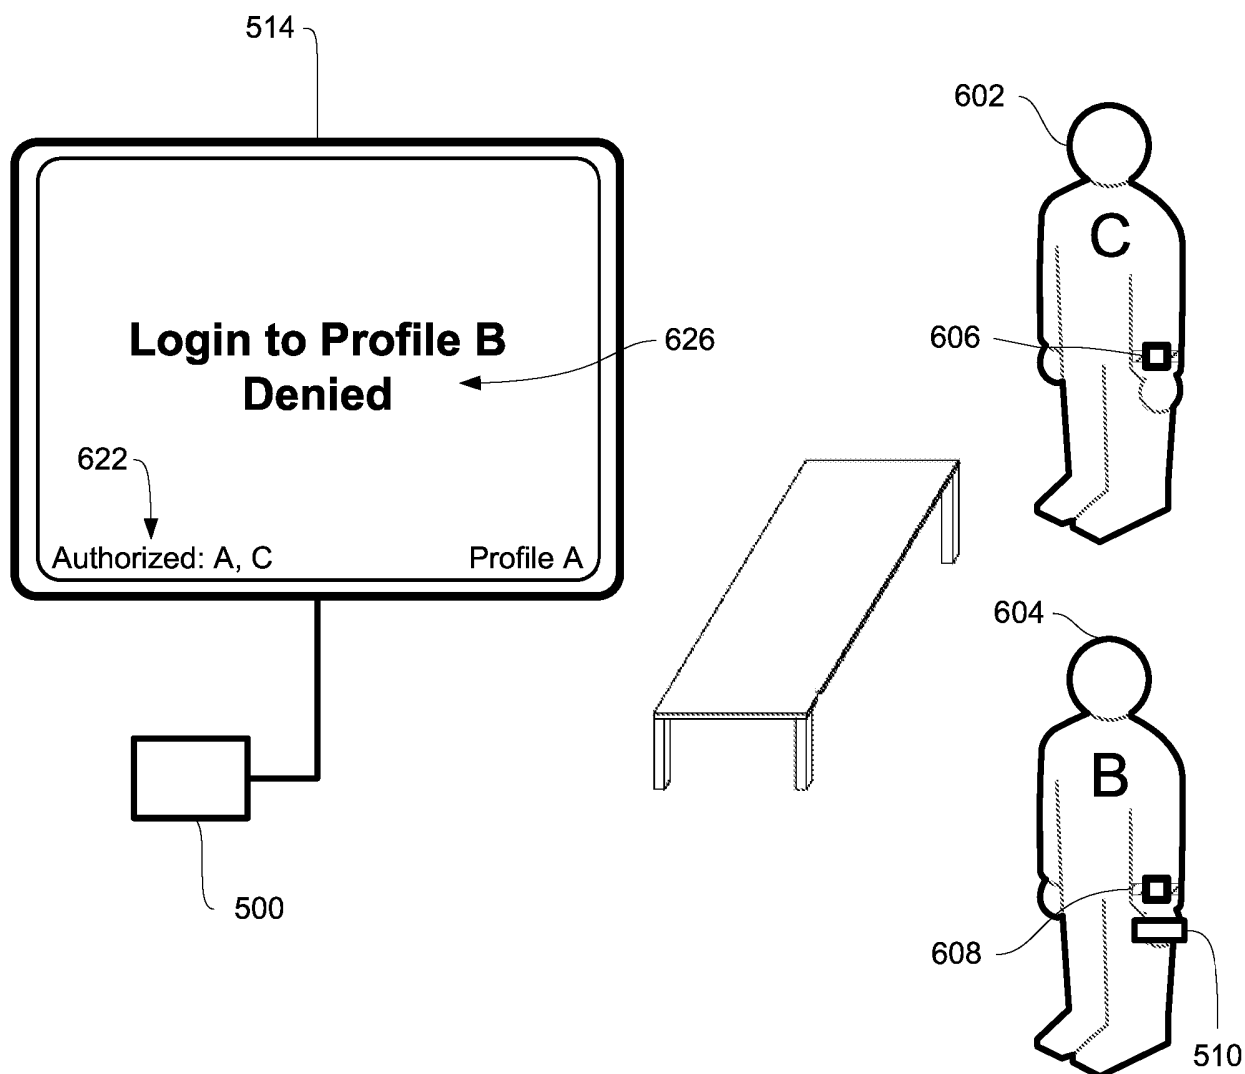 514
602
C
Login to Profile B
Denied
626
606
622
Authorized: A, C
Profile A
604
B
500
608
510